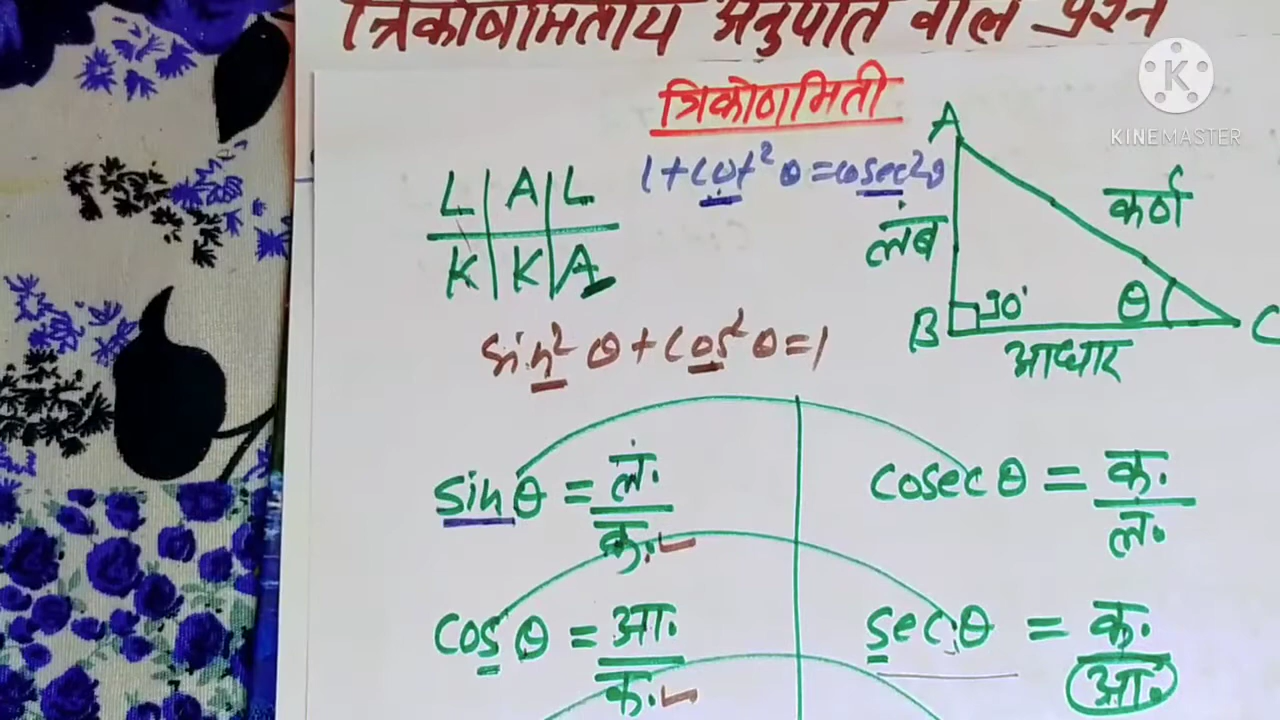 त्रिकोणमितीय अनुपात वाले प्रश्न
त्रिकोणमिती
1+cot²θ=cosec²θ
L | A | L
K | K | A
A
लंब
कर्ण
B
90°
θ
C
आधार
sin²θ+cos²θ=1
sinθ = लं./क.
cosecθ = क./लं.
cosθ = आ./क.
secθ = क./आ.
KINEMASTER